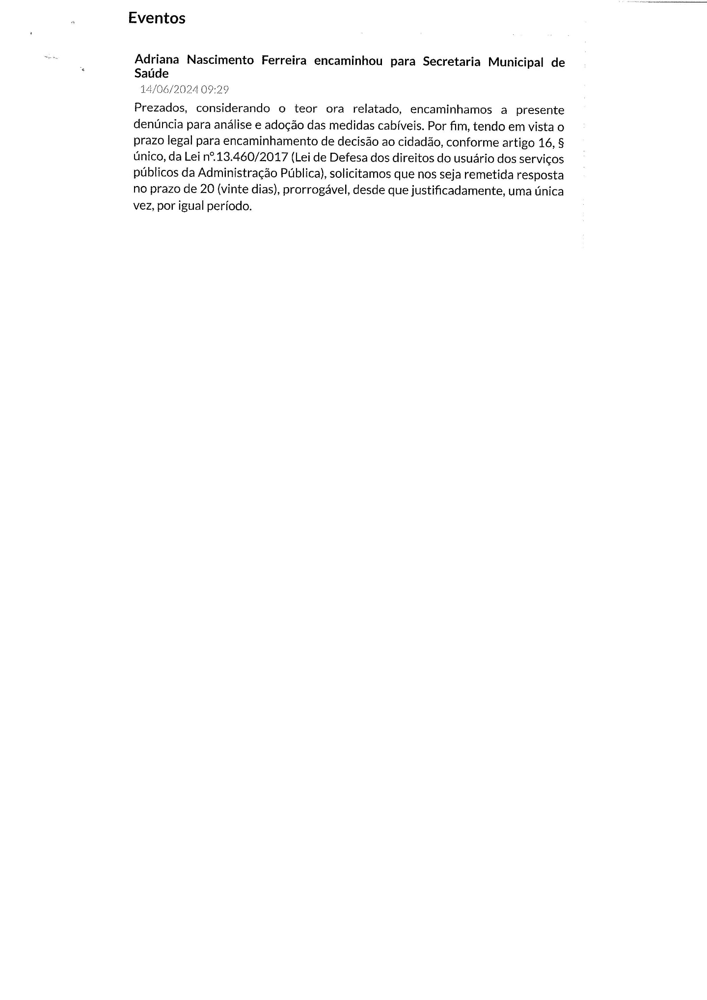 Eventos
Adriana Nascimento Ferreira encaminhou para Secretaria Municipal de
Saúde
14/06/2024 09:29
Prezados, considerando o teor ora relatado, encaminhamos a presente
denúncia para análise e adoção das medidas cabíveis. Por fim, tendo em vista o
prazo legal para encaminhamento de decisão ao cidadão, conforme artigo 16, §
único, da Lei nº.13.460/2017 (Lei de Defesa dos direitos do usuário dos serviços
públicos da Administração Pública), solicitamos que nos seja remetida resposta
no prazo de 20 (vinte dias), prorrogável, desde que justificadamente, uma única
vez, por igual período.